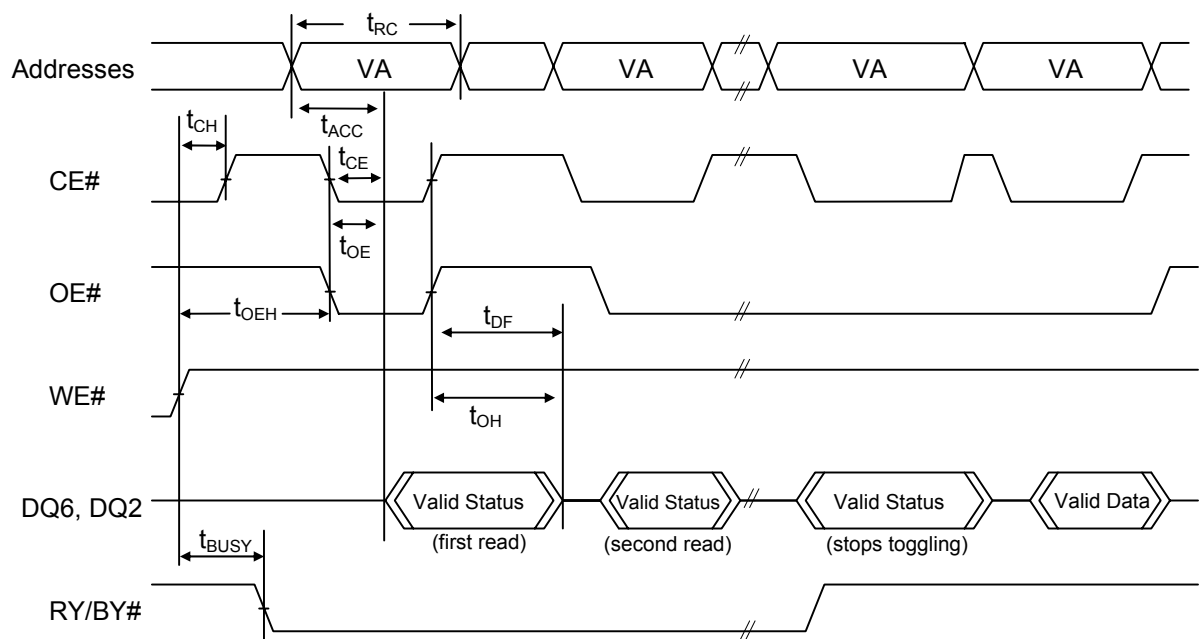 tRC
Addresses VA VA VA VA
tCH
tACC
tCE
CE#
tOE
OE#
tOEH
tDF
WE#
tOH
DQ6, DQ2 Valid Status Valid Status Valid Status Valid Data
(first read) (second read) (stops toggling)
tBUSY
RY/BY#